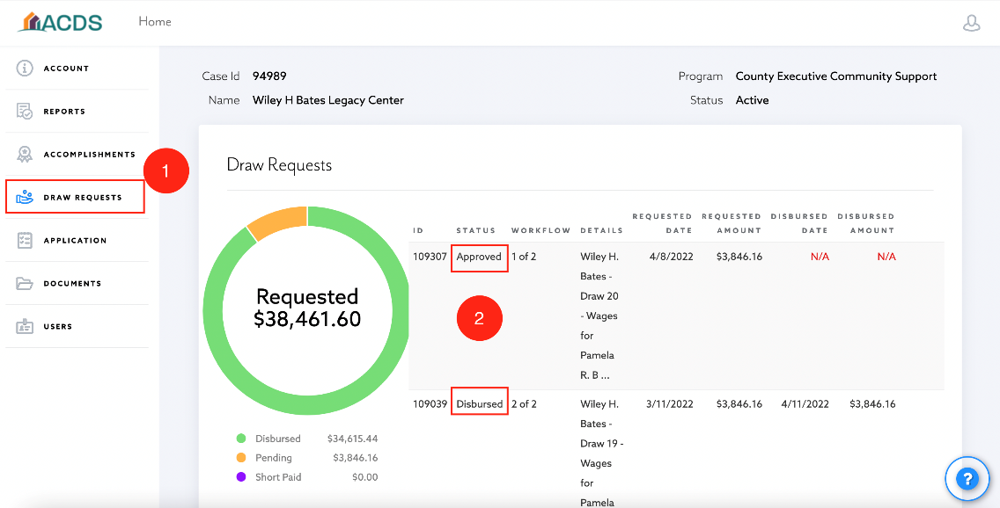 ACDS
Home
ACCOUNT
REPORTS
ACCOMPLISHMENTS
1
DRAW REQUESTS
APPLICATION
DOCUMENTS
USERS
Case Id 94989
Program County Executive Community Support
Name Wiley H Bates Legacy Center
Status Active
Draw Requests
Requested
$38,461.60
Disbursed $34,615.44
Pending $3,846.16
Short Paid $0.00
ID STATUS WORKFLOW DETAILS REQUESTED DATE REQUESTED AMOUNT DISBURSED DATE DISBURSED AMOUNT
109307 Approved 1 of 2 Wiley H. 4/8/2022 $3,846.16 N/A N/A
Bates -
Draw 20
- Wages
for
Pamela
R. B ...
2
109039 Disbursed 2 of 2 Wiley H. 3/11/2022 $3,846.16 4/11/2022 $3,846.16
Bates -
Draw 19 -
Wages
for
Pamela
?